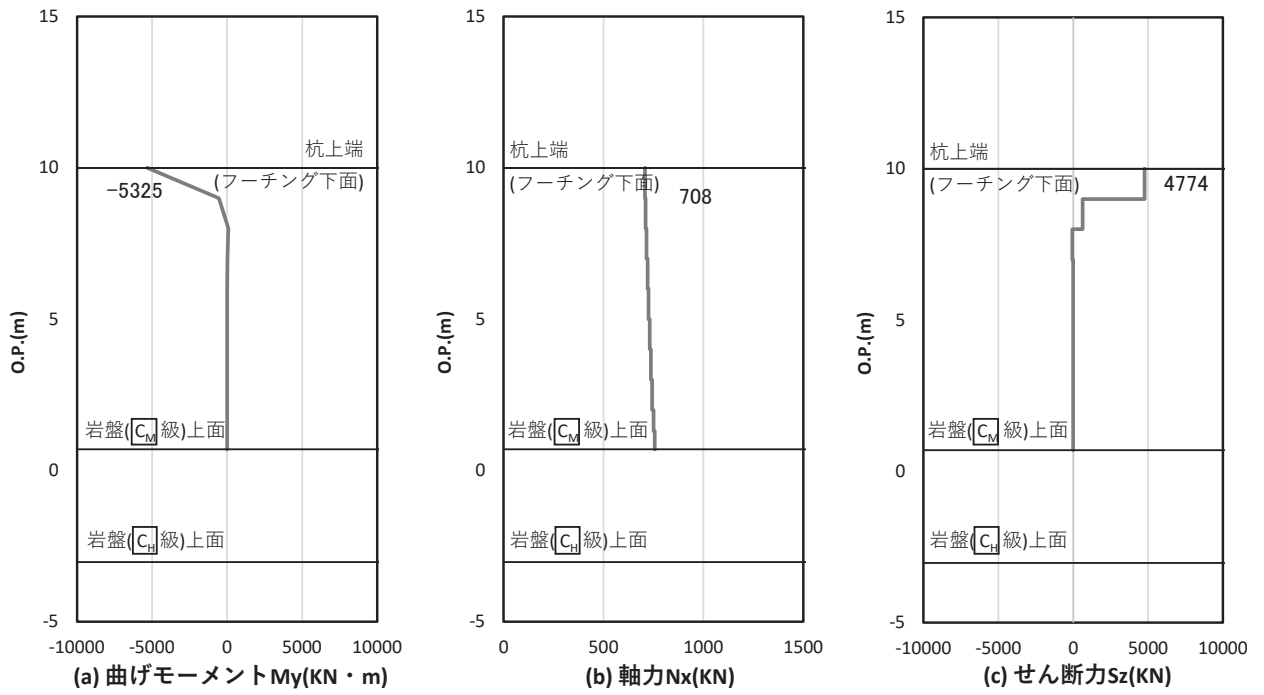 15
10
5
0
-5
O.P.(m)
杭上端
(フーチング下面)
-5325
岩盤(CM級)上面
岩盤(CH級)上面
-10000 -5000 0 5000 10000
(a) 曲げモーメントMy(KN・m)
15
10
5
0
-5
O.P.(m)
杭上端
(フーチング下面)
708
岩盤(CM級)上面
岩盤(CH級)上面
0 500 1000 1500
(b) 軸力Nx(KN)
15
10
5
0
-5
O.P.(m)
杭上端
(フーチング下面)
4774
岩盤(CM級)上面
岩盤(CH級)上面
-10000 -5000 0 5000 10000
(c) せん断力Sz(KN)